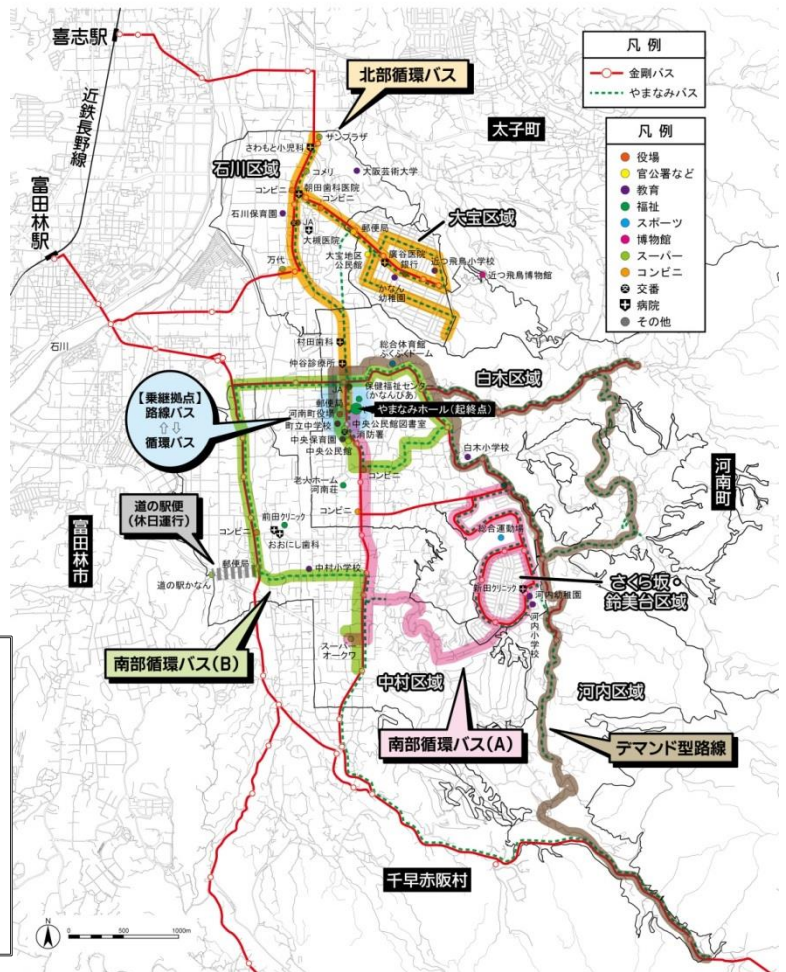 喜志駅
近鉄長野線
富田林駅
石川
北部循環バス
太子町
凡 例
金剛バス
やまなみバス
凡 例
役場
官公署など
教育
福祉
スポーツ
博物館
スーパー
コンビニ
交番
病院
その他
サンプラザ
さわもと小児科
石川区域
コメリ
大阪芸術大学
コンビニ
朝田歯科医院
コンビニ
石川保育園
JA
大槻医院
郵便局
大宝区域
万代
大宝地区
公民館
廣谷医院
銀行
近つ飛鳥小学校
かなん
幼稚園
近つ飛鳥博物館
村田歯科
仲谷診療所
総合体育館
ぷくぷくドーム
白木区域
【乗継拠点】
路線バス
⇧⇩
循環バス
JA
保健福祉センター
(かなんぴあ)
郵便局
河南町役場
やまなみホール(起終点)
町立中学校
中央公民館図書室
中央保育園
消防署
中央公民館
白木小学校
コンビニ
老人ホーム
河南荘
河南町
道の駅便
(休日運行)
コンビニ
前田クリニック
コンビニ
総合運動場
富田林市
おおにし歯科
郵便局
中村小学校
道の駅かなん
新田クリニック
さくら坂・
鈴美台区域
河内幼稚園
河内小学校
南部循環バス(B)
スーパー
オークワ
中村区域
河内区域
南部循環バス(A)
デマンド型路線
千早赤阪村
N
0
500
1000m